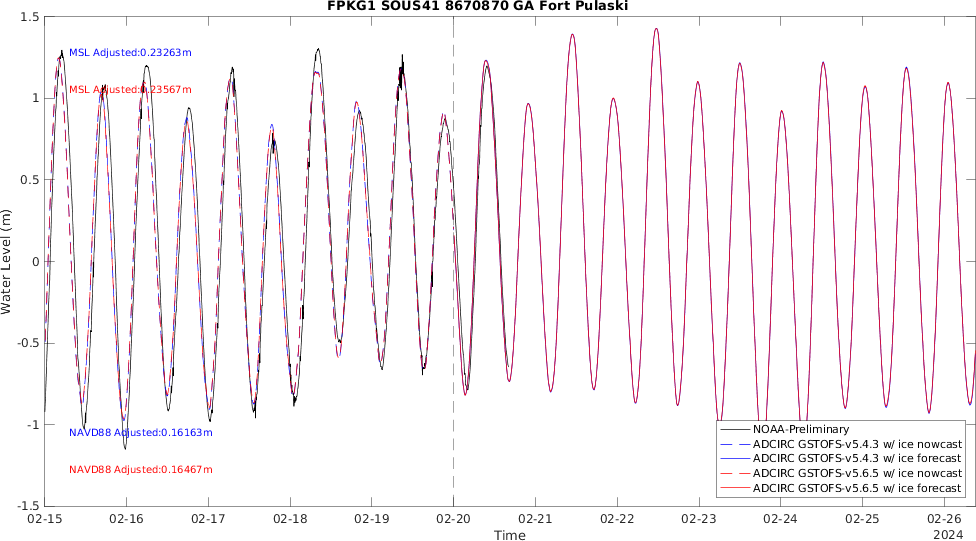 FPKG1 SOUS41 8670870 GA Fort Pulaski
1.5
1
0.5
0
-0.5
-1
-1.5
Water Level (m)
MSL Adjusted:0.23263m
MSL Adjusted:0.23567m
NAVD88 Adjusted:0.16163m
NAVD88 Adjusted:0.16467m
NOAA-Preliminary
ADCIRC GSTOFS-v5.4.3 w/ ice nowcast
ADCIRC GSTOFS-v5.4.3 w/ ice forecast
ADCIRC GSTOFS-v5.6.5 w/ ice nowcast
ADCIRC GSTOFS-v5.6.5 w/ ice forecast
02-15 02-16 02-17 02-18 02-19 02-20 02-21 02-22 02-23 02-24 02-25 02-26
Time
2024